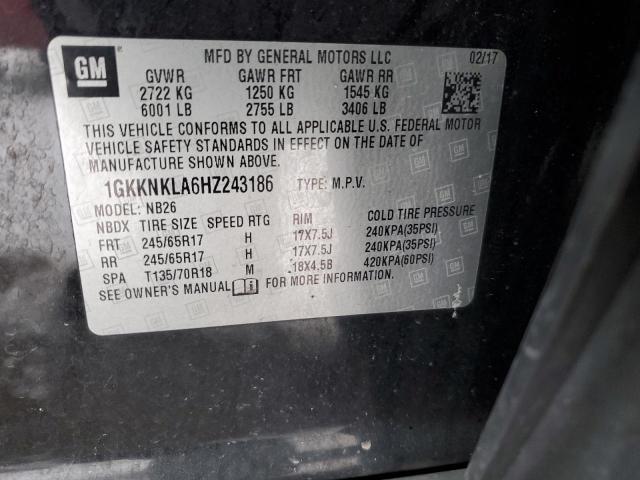 GM
MFD BY GENERAL MOTORS LLC 02/17
GVWR GAWR FRT GAWR RR
2722 KG 1250 KG 1545 KG
6001 LB 2755 LB 3406 LB
THIS VEHICLE CONFORMS TO ALL APPLICABLE U.S. FEDERAL MOTOR
VEHICLE SAFETY STANDARDS IN EFFECT ON THE DATE OF
MANUFACTURE SHOWN ABOVE.
1GKKNKLA6HZ243186 TYPE: M.P.V.
MODEL: NB26
NBDX TIRE SIZE SPEED RTG RIM COLD TIRE PRESSURE
FRT 245/65R17 H 17X7.5J 240KPA(35PSI)
RR 245/65R17 H 17X7.5J 240KPA(35PSI)
SPA T135/70R18 M 18X4.5B 420KPA(60PSI)
SEE OWNER'S MANUAL FOR MORE INFORMATION.